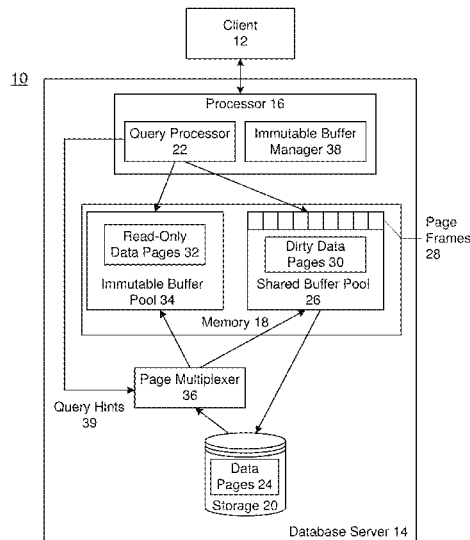 Client
12
10
Processor 16
Query Processor
22
Immutable Buffer
Manager 38
Read-Only
Data Pages 32
Immutable Buffer
Pool 34
Dirty Data
Pages 30
Shared Buffer Pool
26
Page
Frames
28
Memory 18
Page Multiplexer
36
Query Hints
39
Data
Pages 24
Storage 20
Database Server 14